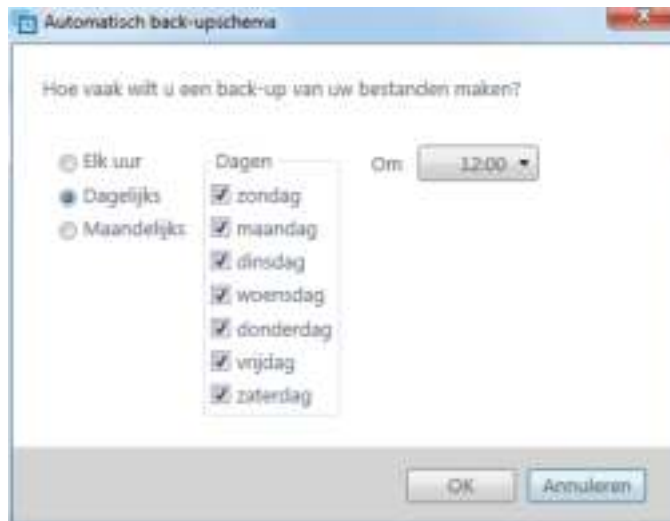 Automatisch back-upschema
Hoe vaak wilt u een back-up van uw bestanden maken?
Elk uur
Dagelijks
Maandelijks
Dagen
zondag
maandag
dinsdag
woensdag
donderdag
vrijdag
zaterdag
Om 12:00
OK Annuleren